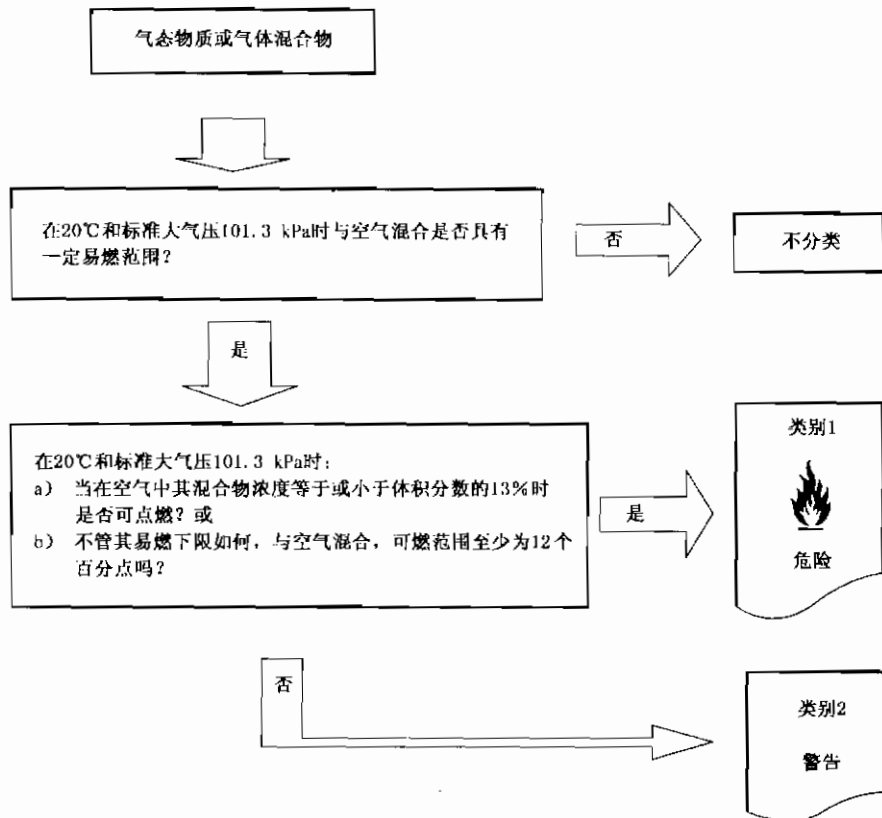 气态物质或气体混合物
在20℃和标准大气压101.3 kPa时与空气混合是否具有
一定易燃范围？
否
不分类
是
在20℃和标准大气压101.3 kPa时：
a） 当在空气中其混合物浓度等于或小于体积分数的13%时
是否可点燃？或
b） 不管其易燃下限如何，与空气混合，可燃范围至少为12个
百分点吗？
是
类别1
危险
否
类别2
警告